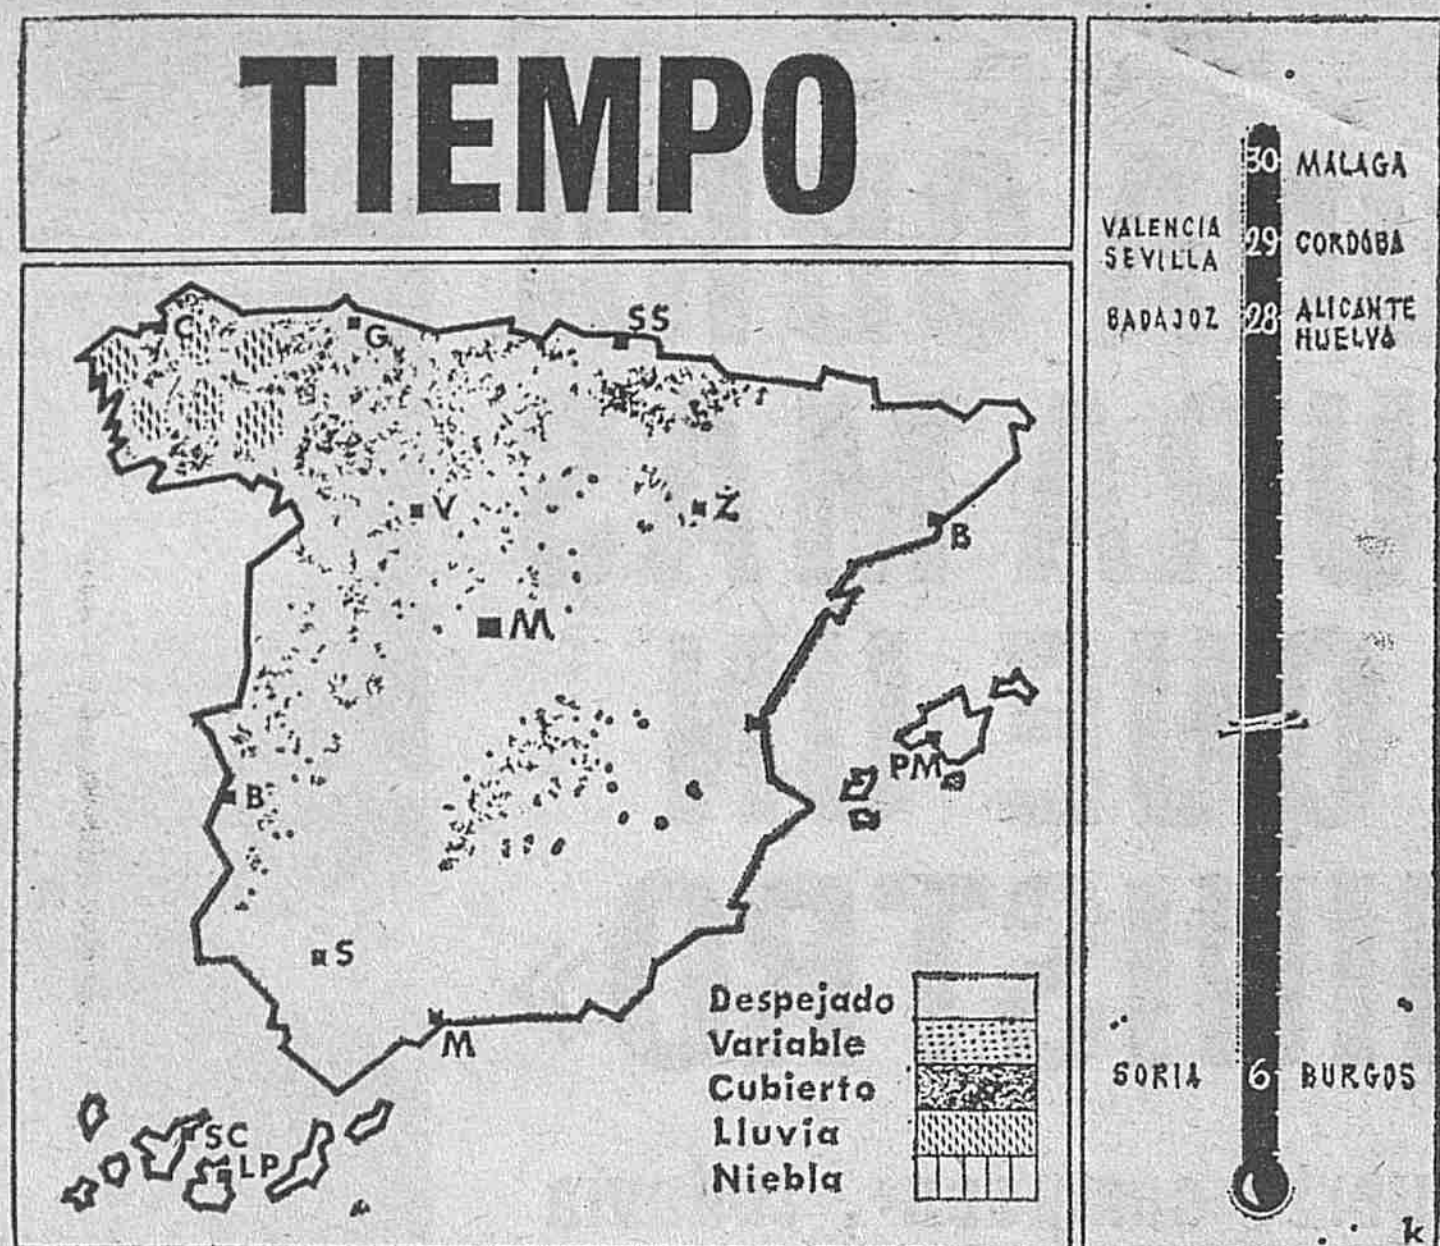 TIEMPO
C
G
SS
V
Z
B
M
PM
B
S
M
SC
LP
Despejado
Variable
Cubierto
Lluvia
Niebla
30 MALAGA
VALENCIA
SEVILLA
29 CORDOBA
BADAJOZ 28 ALICANTE
HUELVA
SORIA 6 BURGOS
k